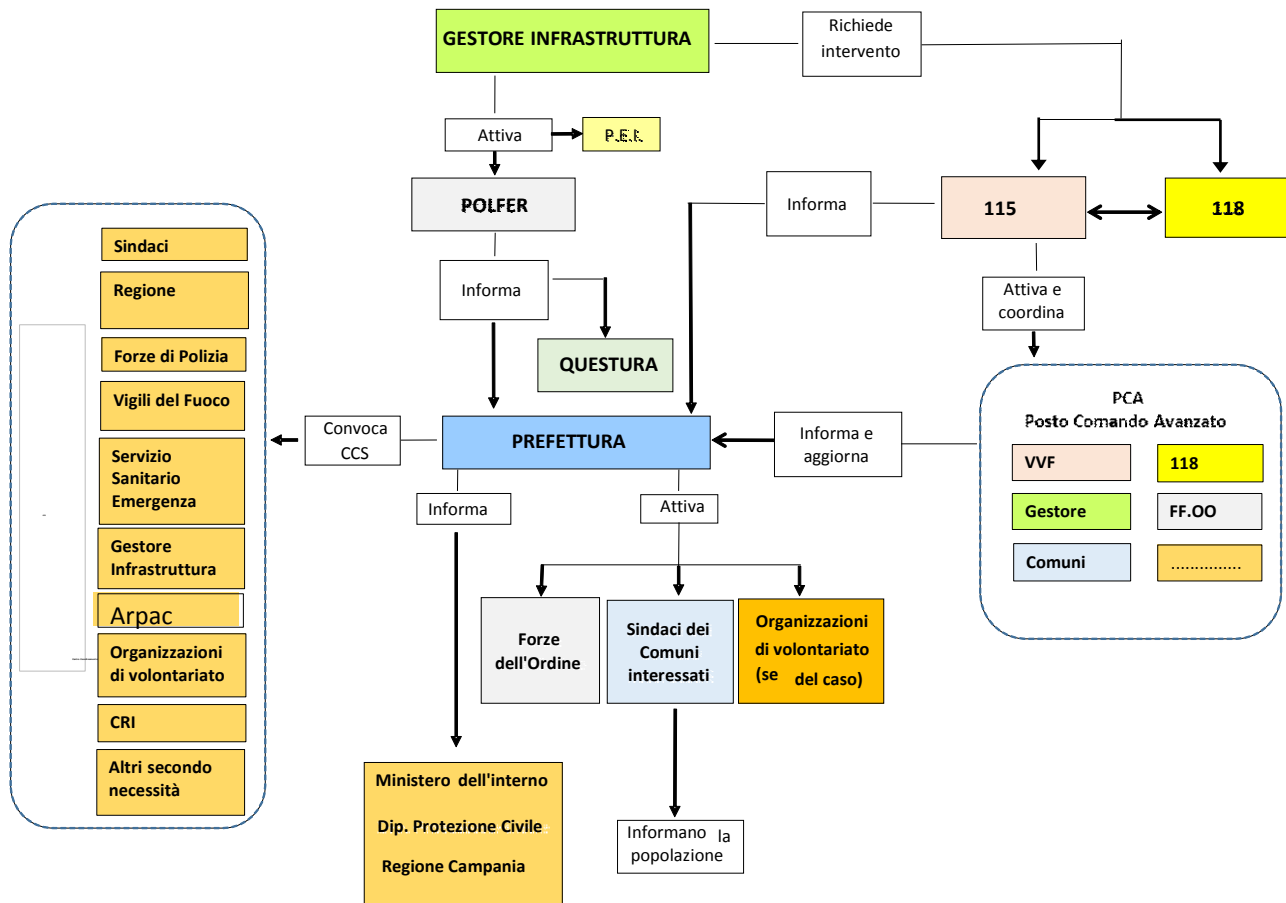 GESTORE INFRASTRUTTURA
Richiede
intervento
Attiva
P.E.I.
POLFER
Informa
115
118
Sindaci
Regione
Forze di Polizia
Vigili del Fuoco
Servizio
Sanitario
Emergenza
Gestore
Infrastruttura
Arpac
Organizzazioni
di volontariato
CRI
Altri secondo
necessità
Informa
QUESTURA
Attiva e
coordina
Convoca
CCS
PREFETTURA
Informa e
aggiorna
PCA
Posto Comando Avanzato
VVF
118
Gestore
FF.OO
Comuni
...............
Informa
Attiva
Forze
dell'Ordine
Sindaci dei
Comuni
interessati
Organizzazioni
di volontariato
(se del caso)
Ministero dell'interno
Dip. Protezione Civile
Regione Campania
Informano la
popolazione